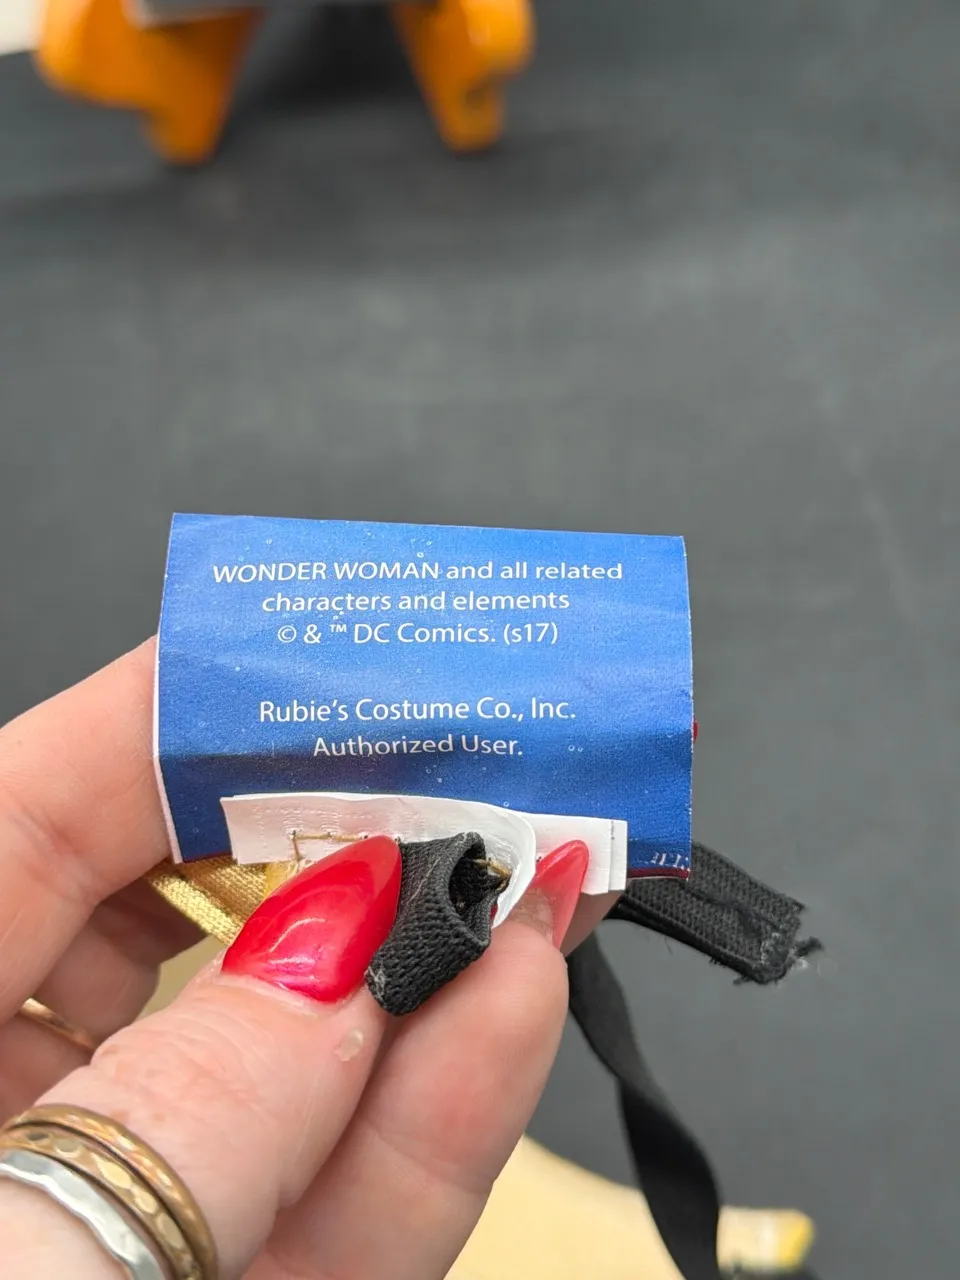 WONDER WOMAN and all related
characters and elements
© & ™ DC Comics. (s17)
Rubie's Costume Co., Inc.
Authorized User.